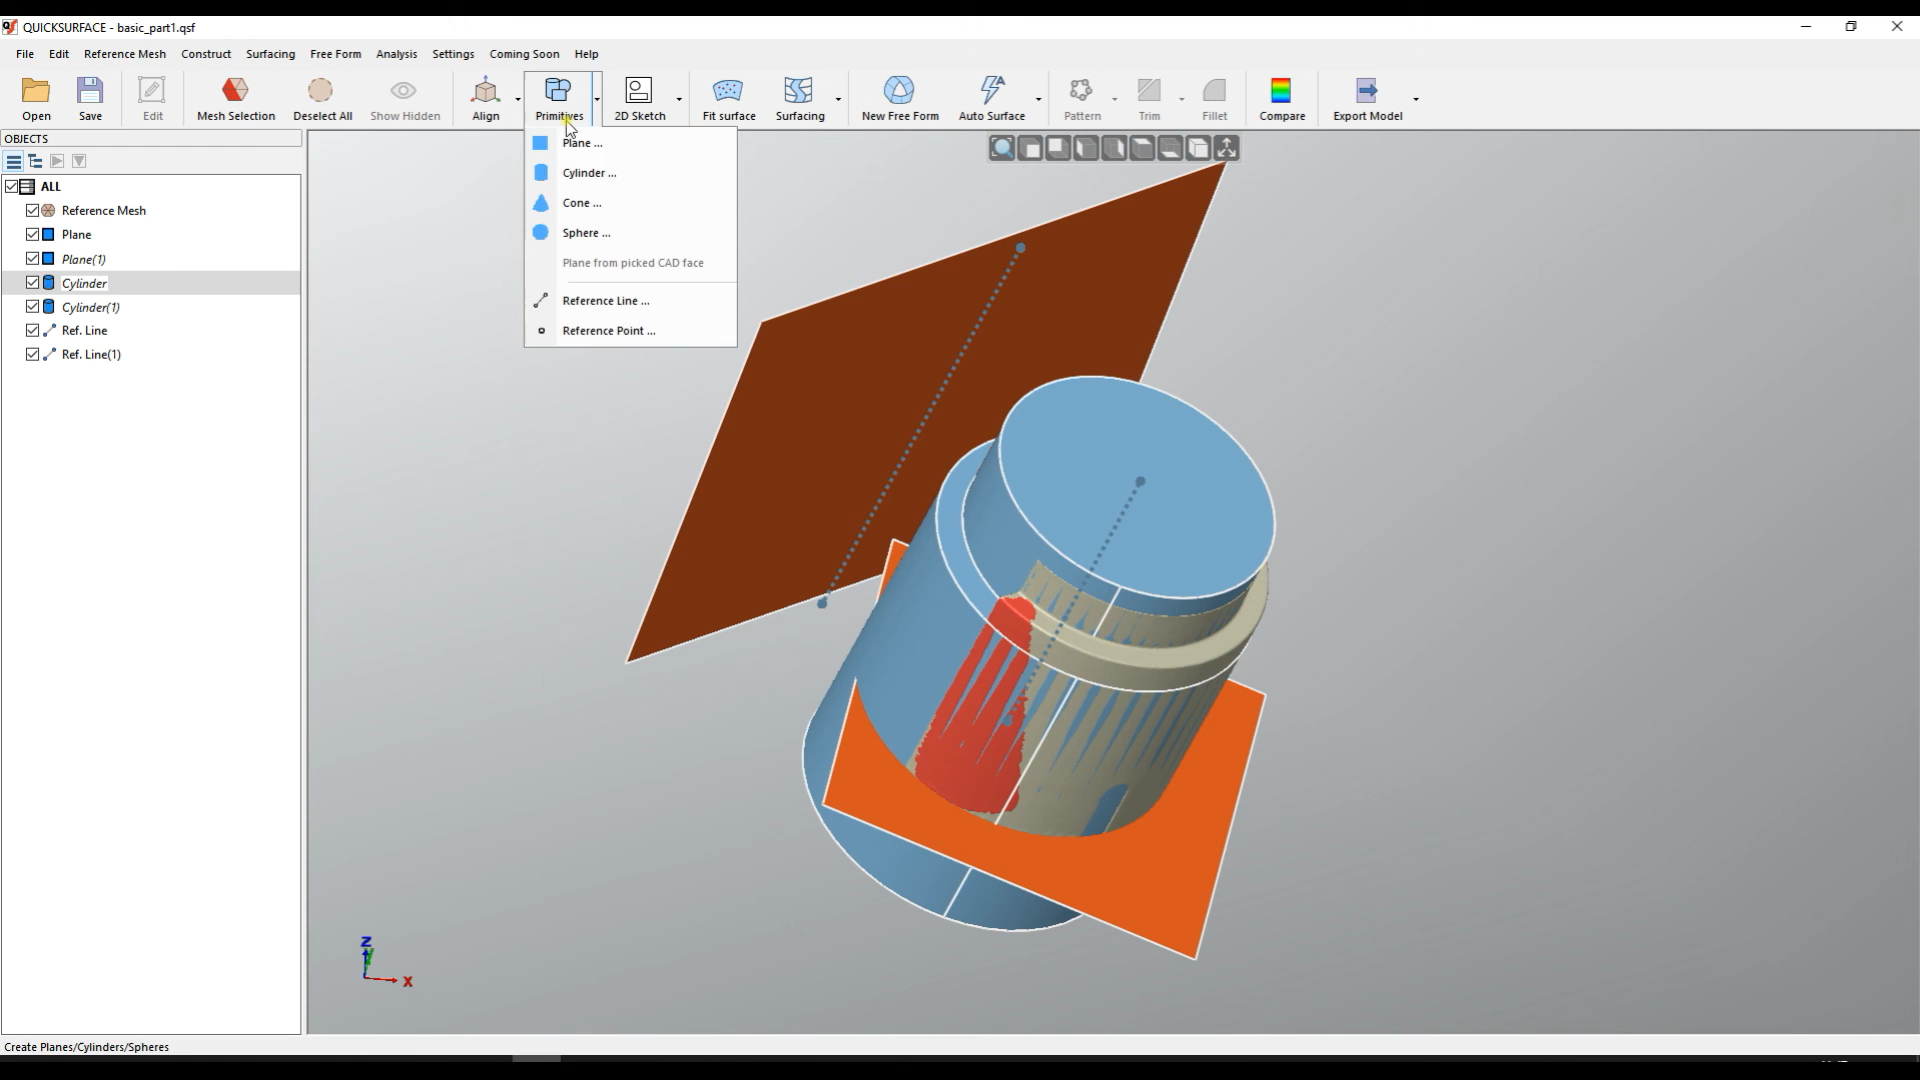 QUICKSURFACE - basic_part1.qsf
File Edit Reference Mesh Construct Surfacing Free Form Analysis Settings Coming Soon Help
Open Save Edit Mesh Selection Deselect All Show Hidden Align Primitives 2D Sketch Fit surface Surfacing New Free Form Auto Surface Pattern Trim Fillet Compare Export Model
OBJECTS
ALL
Reference Mesh
Plane
Plane(1)
Cylinder
Cylinder(1)
Ref. Line
Ref. Line(1)
Plane ...
Cylinder ...
Cone ...
Sphere ...
Plane from picked CAD face
Reference Line ...
Reference Point ...
Z
Y
X
Create Planes/Cylinders/Spheres